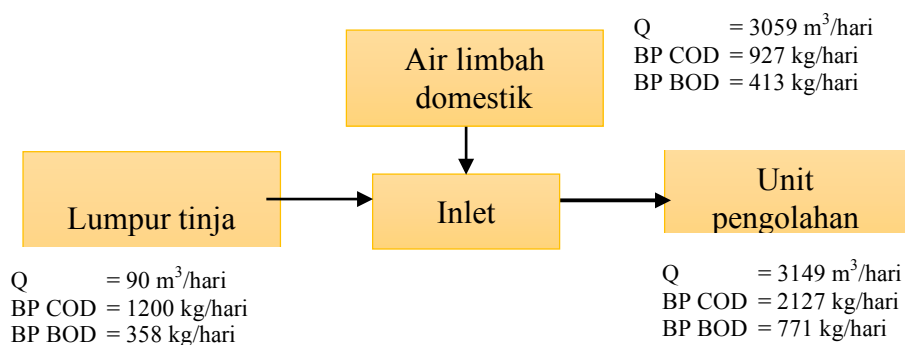 Air limbah
domestik
Q = 3059 m³/hari
BP COD = 927 kg/hari
BP BOD = 413 kg/hari
Lumpur tinja
Inlet
Unit
pengolahan
Q = 90 m³/hari
BP COD = 1200 kg/hari
BP BOD = 358 kg/hari
Q = 3149 m³/hari
BP COD = 2127 kg/hari
BP BOD = 771 kg/hari